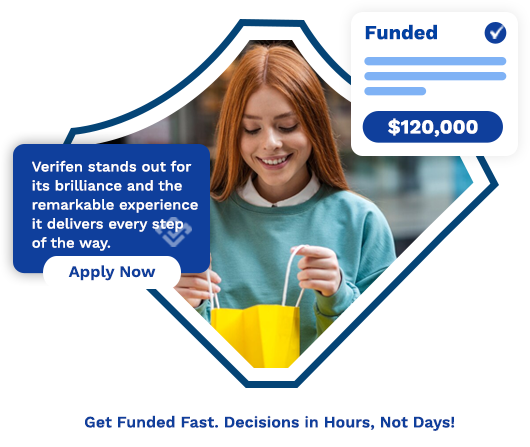 Funded
$120,000
Verifen stands out for
its brilliance and the
remarkable experience
it delivers every step
of the way.
Apply Now
Get Funded Fast. Decisions in Hours, Not Days!